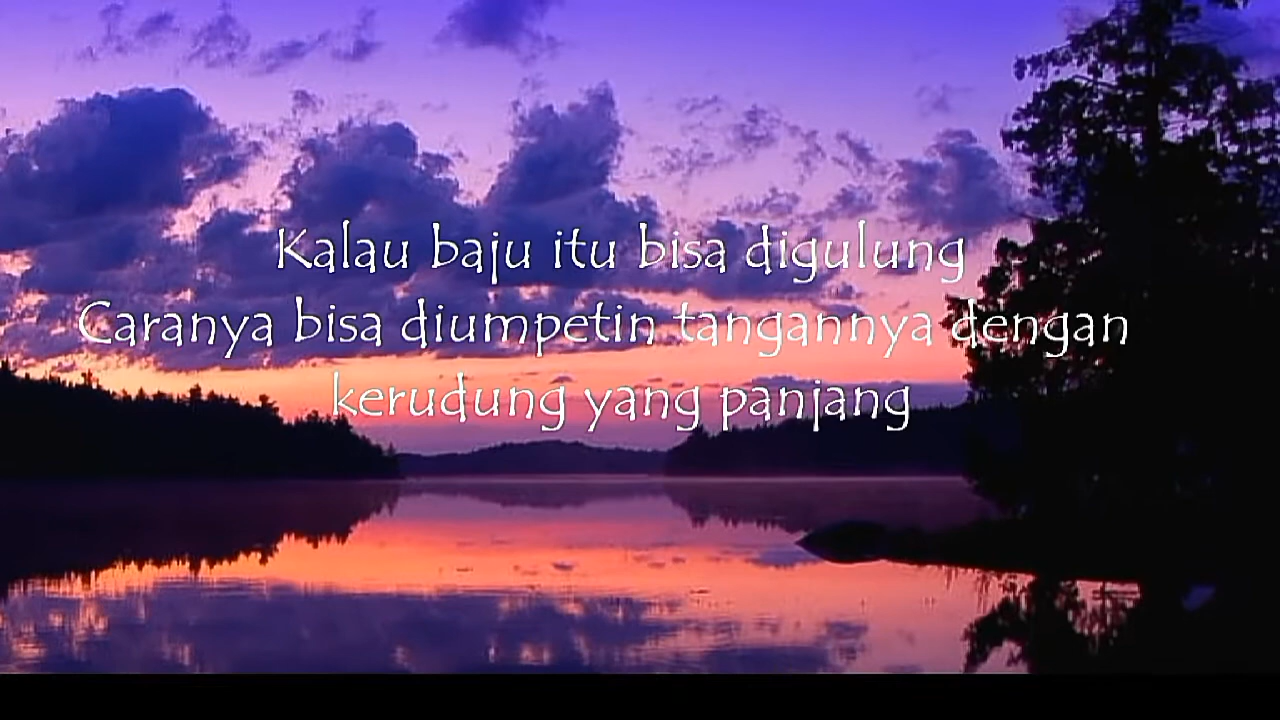 Kalau baju itu bisa digulung
Caranya bisa diumpetin tangannya dengan
kerudung yang panjang